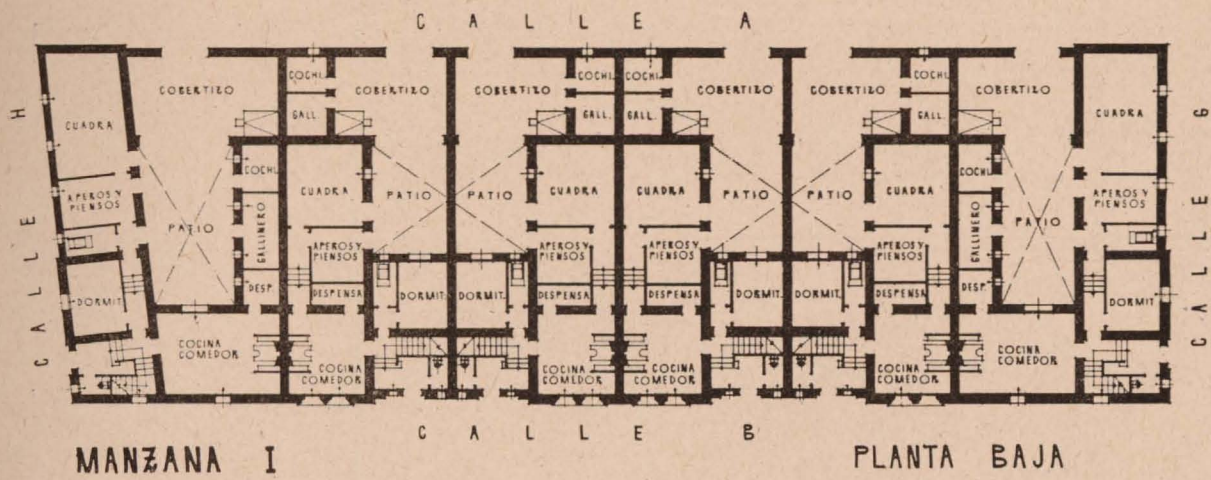 CALLE A
COCHI. COCHI. COCHI. COCHI.
COBERTIZO COBERTIZO COBERTIZO COBERTIZO COBERTIZO COBERTIZO
GALL. GALL. GALL. GALL.
CALLE H
CALLE G
CUADRA CUADRA
COCHI. COCHI.
CUADRA CUADRA CUADRA CUADRA
APEROS Y
PIENSOS
APEROS Y
PIENSOS
PATIO PATIO PATIO PATIO PATIO PATIO
GALLINERO GALLINERO
APEROS Y
PIENSOS
APEROS Y
PIENSOS
APEROS Y
PIENSOS
APEROS Y
PIENSOS
DESP. DESPENSA DESPENSA DESPENSA DESPENSA DESP.
DORMIT. DORMIT. DORMIT. DORMIT. DORMIT. DORMIT.
COCINA
COMEDOR
COCINA
COMEDOR
COCINA
COMEDOR
COCINA
COMEDOR
COCINA
COMEDOR
COCINA
COMEDOR
CALLE B
MANZANA I
PLANTA BAJA